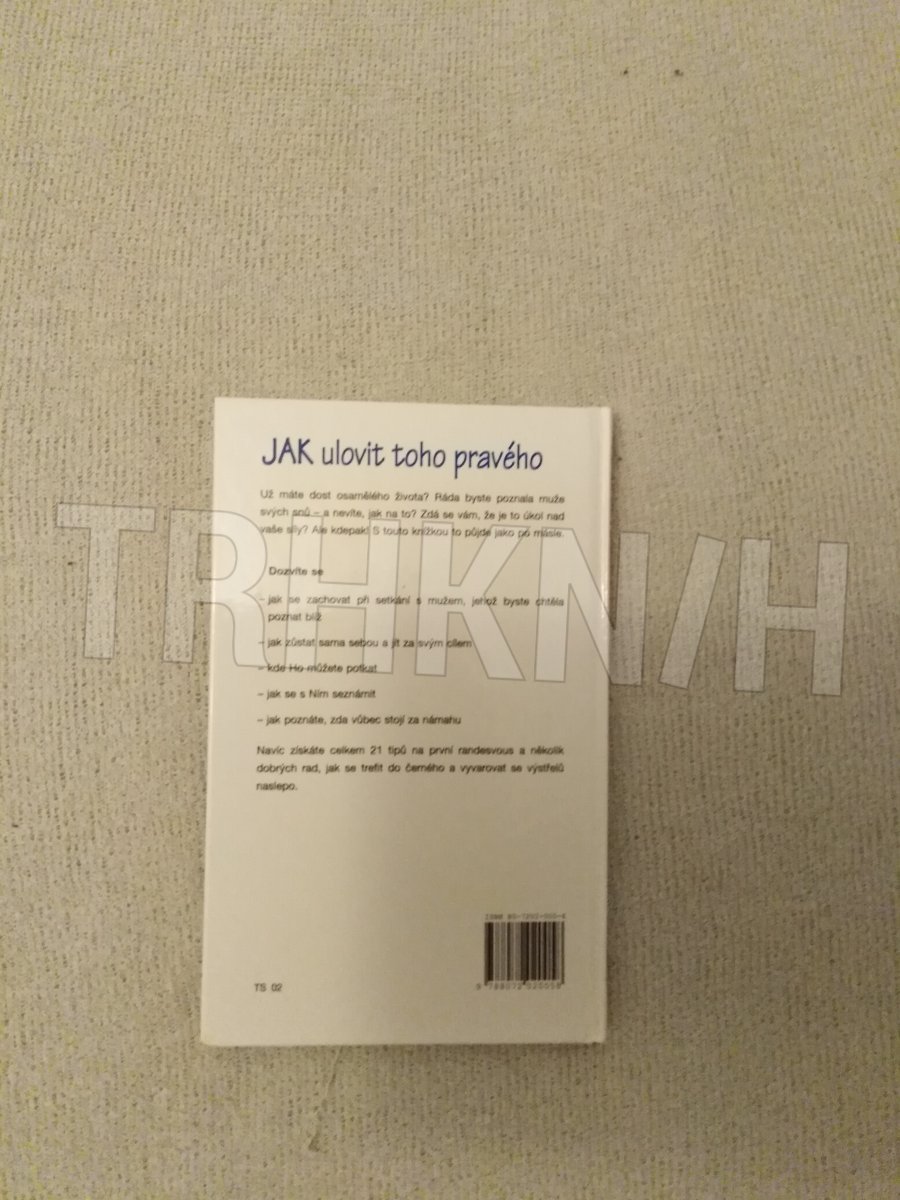 JAK ulovit toho pravého
Už máte dost osamělého života? Ráda byste poznala muže
svých snů – a nevíte, jak na to? Zdá se vám, že je to úkol nad
vaše síly? Ale kdepak! S touto knížkou to půjde jako po másle.
TRHKN/H
Dozvíte se
– jak se zachovat při setkání s mužem, jehož byste chtěla
poznat blíž
– jak zůstat sama sebou a jít za svým cílem
– kde Ho můžete potkat
– jak se s Ním seznámit
– jak poznáte, zda vůbec stojí za námahu
Navíc získáte celkem 21 tipů na první randesvous a několik
dobrých rad, jak se trefit do černého a vyvarovat se výstřelů
naslepo.
ISBN
TS 02